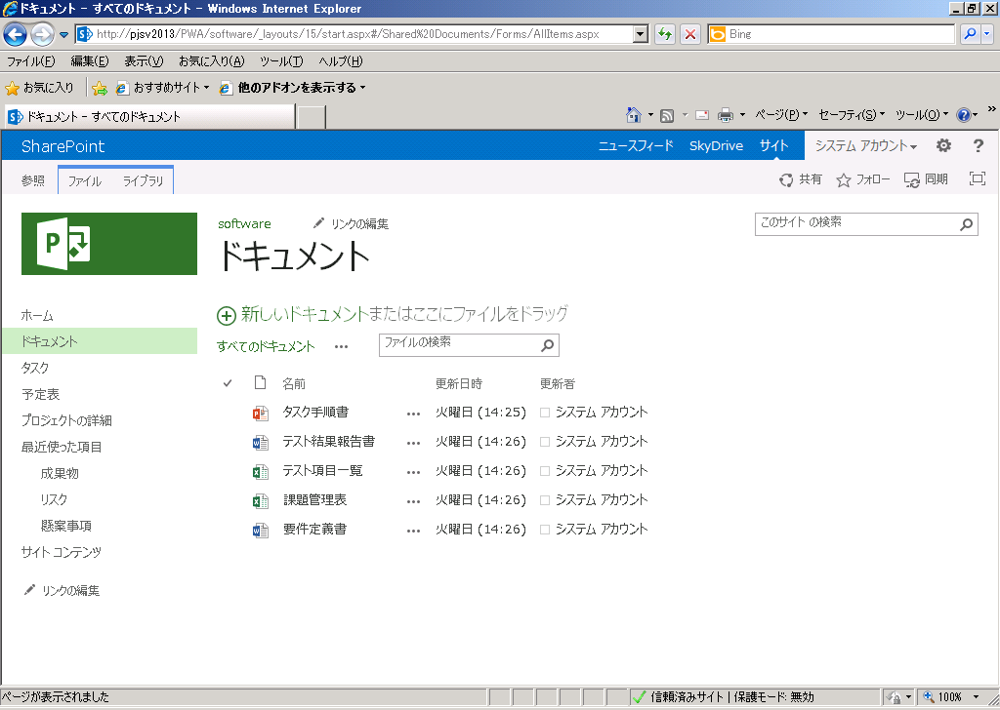 ドキュメント - すべてのドキュメント - Windows Internet Explorer
http://pjsv2013/PWA/software/_layouts/15/start.aspx#/Shared%20Documents/Forms/AllItems.aspx
Bing
ファイル(F) 編集(E) 表示(V) お気に入り(A) ツール(T) ヘルプ(H)
お気に入り おすすめサイト 他のアドオンを表示する
ドキュメント - すべてのドキュメント ページ(P) セーフティ(S) ツール(O)
SharePoint ニュースフィード SkyDrive サイト システム アカウント
参照 ファイル ライブラリ 共有 フォロー 同期
software リンクの編集 このサイト の検索
ドキュメント
ホーム
ドキュメント
タスク
予定表
プロジェクトの詳細
最近使った項目
成果物
リスク
懸案事項
サイト コンテンツ
リンクの編集
新しいドキュメントまたはここにファイルをドラッグ
すべてのドキュメント ••• ファイルの検索
名前 更新日時 更新者
タスク手順書 ••• 火曜日 (14:25) システム アカウント
テスト結果報告書 ••• 火曜日 (14:26) システム アカウント
テスト項目一覧 ••• 火曜日 (14:26) システム アカウント
課題管理表 ••• 火曜日 (14:26) システム アカウント
要件定義書 ••• 火曜日 (14:26) システム アカウント
ページが表示されました 信頼済みサイト | 保護モード: 無効 100%